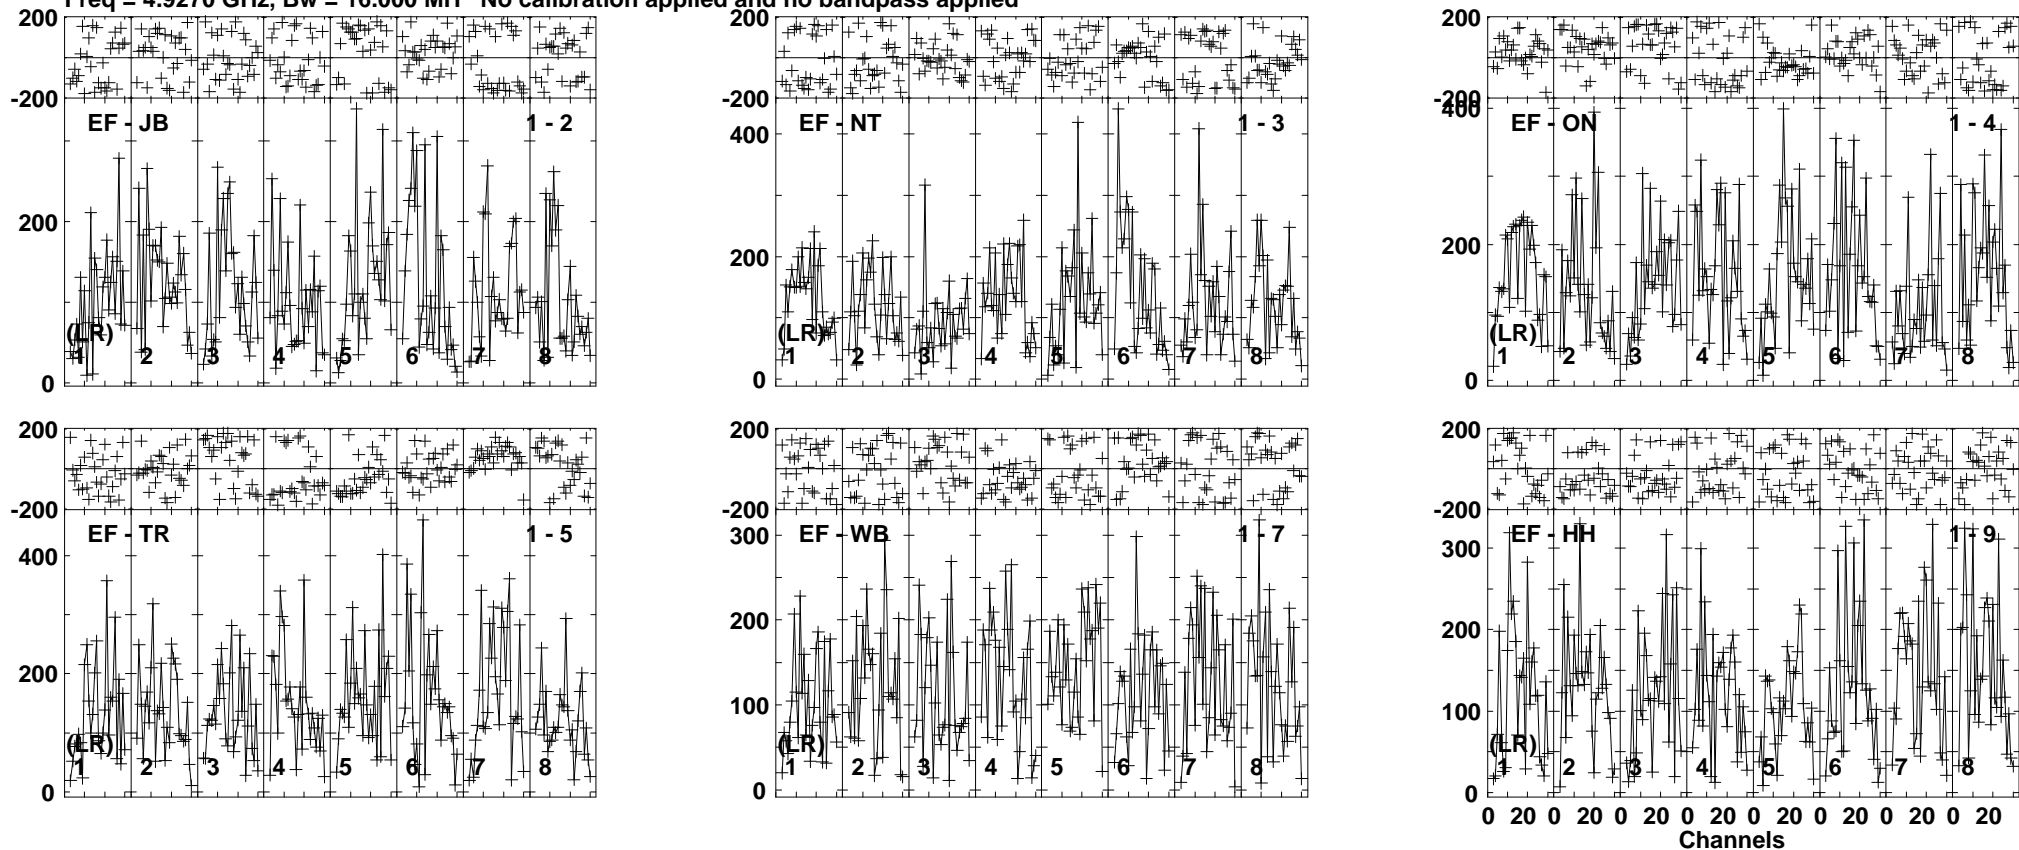 Freq = 4.9270 GHz, Bw = 16.000 MH No calibration applied and no bandpass applied
200
-200
EF - JB 1 - 2
200
(LR)
1 2 3 4 5 6 7 8
0
200
-200
EF - NT 1 - 3
400
200
(LR)
1 2 3 4 5 6 7 8
0
200
-200
400
EF - ON 1 - 4
200
(LR)
1 2 3 4 5 6 7 8
0
200
-200
EF - TR 1 - 5
400
200
(LR)
1 2 3 4 5 6 7 8
0
200
-200
EF - WB 1 - 7
300
200
100
(LR)
1 2 3 4 5 6 7 8
0
200
-200
EF - HH 1 - 9
300
200
100
(LR)
1 2 3 4 5 6 7 8
0
0 20 0 20 0 20 0 20 0 20 0 20 0 20 0 20
Channels